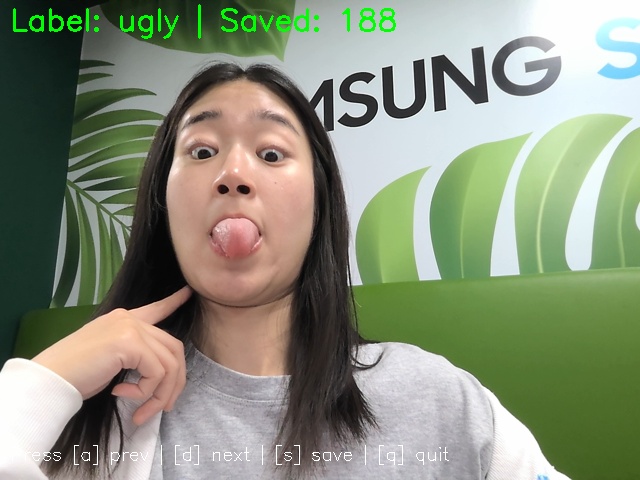 Label: ugly | Saved: 188
MSUNG S
ress [a] prev | [d] next | [s] save | [q] quit